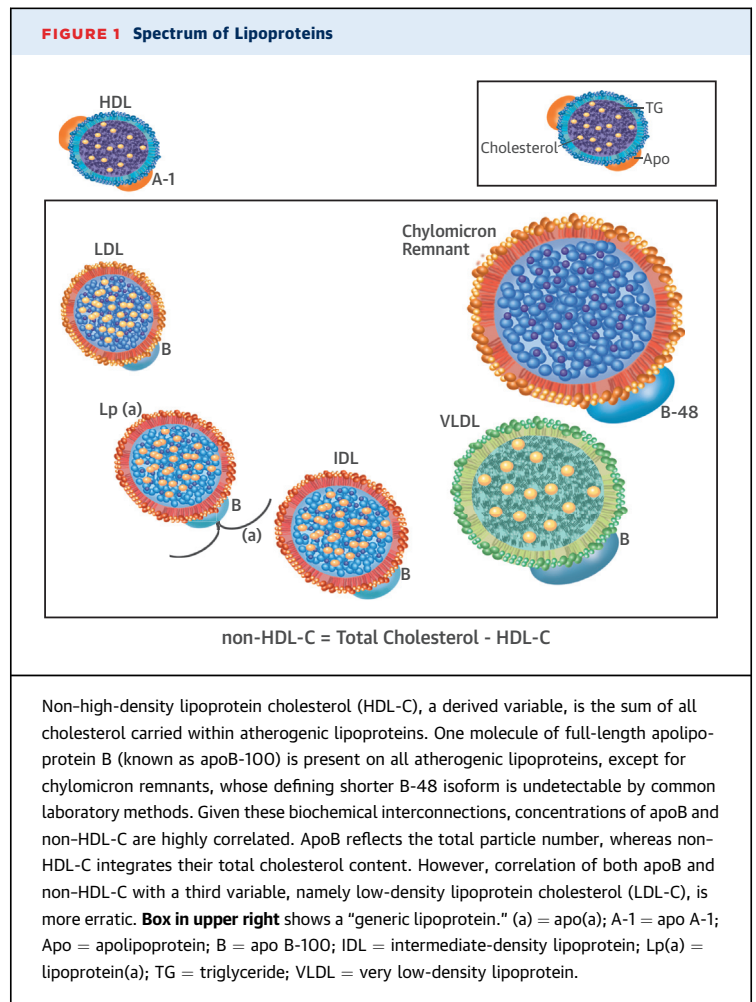 FIGURE 1 Spectrum of Lipoproteins
HDL
A-1
TG
Cholesterol
Apo
LDL
B
Chylomicron
Remnant
B-48
Lp (a)
B
(a)
IDL
B
VLDL
B
non-HDL-C = Total Cholesterol - HDL-C
Non–high-density lipoprotein cholesterol (HDL-C), a derived variable, is the sum of all
cholesterol carried within atherogenic lipoproteins. One molecule of full-length apolipo-
protein B (known as apoB-100) is present on all atherogenic lipoproteins, except for
chylomicron remnants, whose defining shorter B-48 isoform is undetectable by common
laboratory methods. Given these biochemical interconnections, concentrations of apoB and
non–HDL-C are highly correlated. ApoB reflects the total particle number, whereas non-
HDL-C integrates their total cholesterol content. However, correlation of both apoB and
non–HDL-C with a third variable, namely low-density lipoprotein cholesterol (LDL-C), is
more erratic. Box in upper right shows a “generic lipoprotein.” (a) = apo(a); A-1 = apo A-1;
Apo = apolipoprotein; B = apo B-100; IDL = intermediate-density lipoprotein; Lp(a) =
lipoprotein(a); TG = triglyceride; VLDL = very low-density lipoprotein.